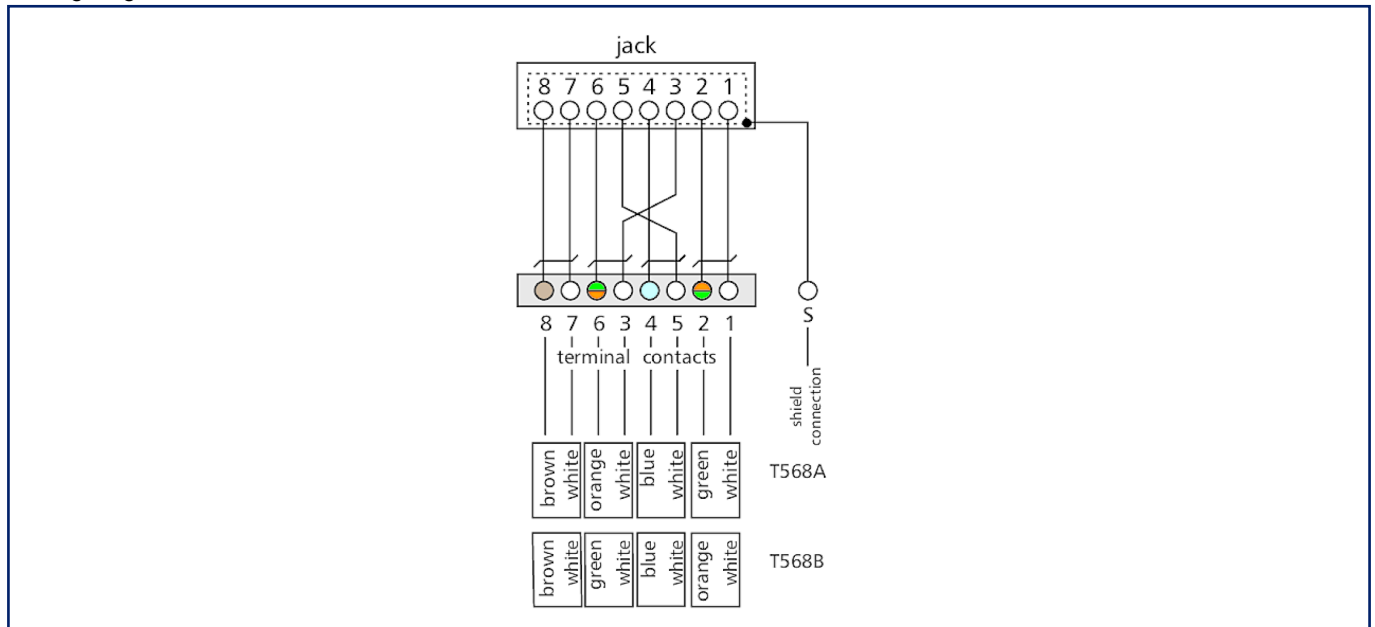 jack
8 7 6 5 4 3 2 1
S
8 7 6 3 4 5 2 1
terminal contacts
shield
connection
brown white orange white blue white green white T568A
brown white green white blue white orange white T568B